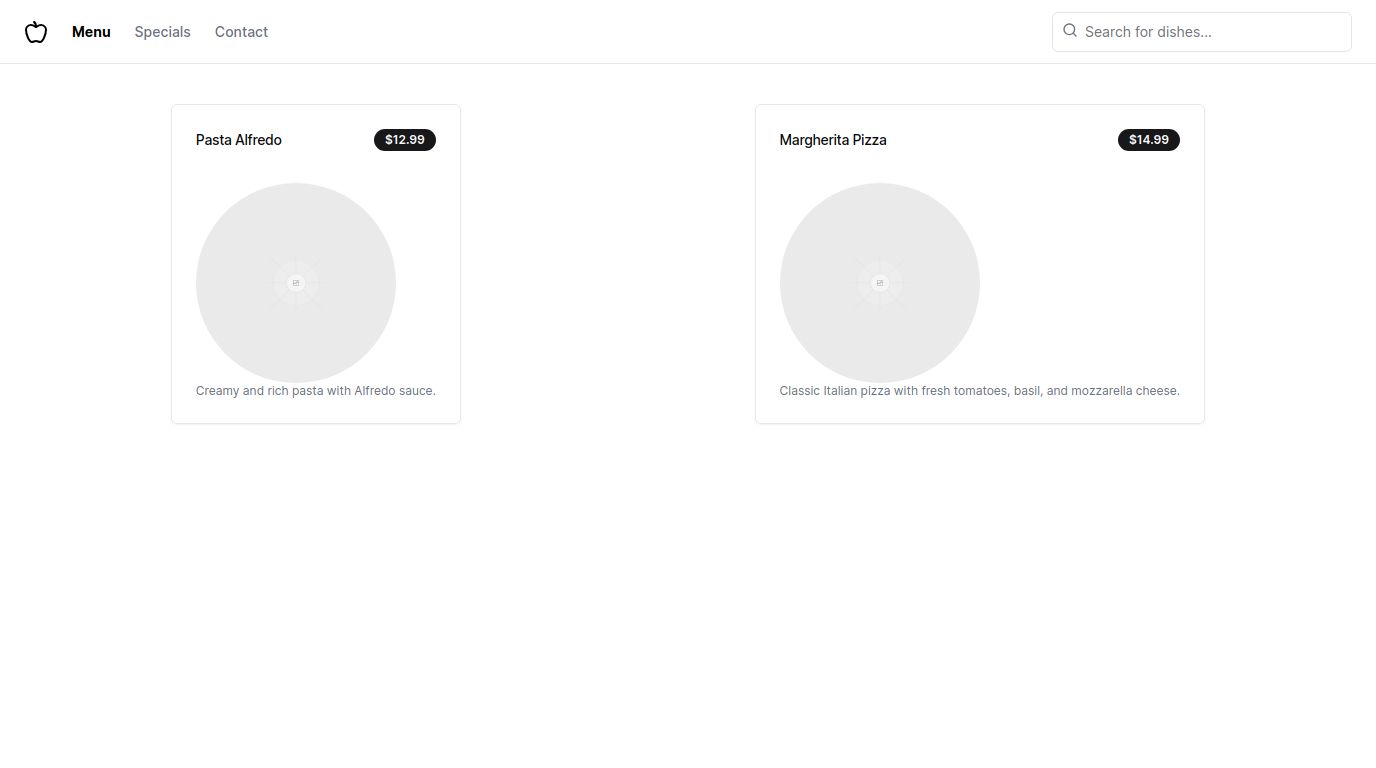 Menu Specials Contact Search for dishes...
Pasta Alfredo $12.99
Creamy and rich pasta with Alfredo sauce.
Margherita Pizza $14.99
Classic Italian pizza with fresh tomatoes, basil, and mozzarella cheese.